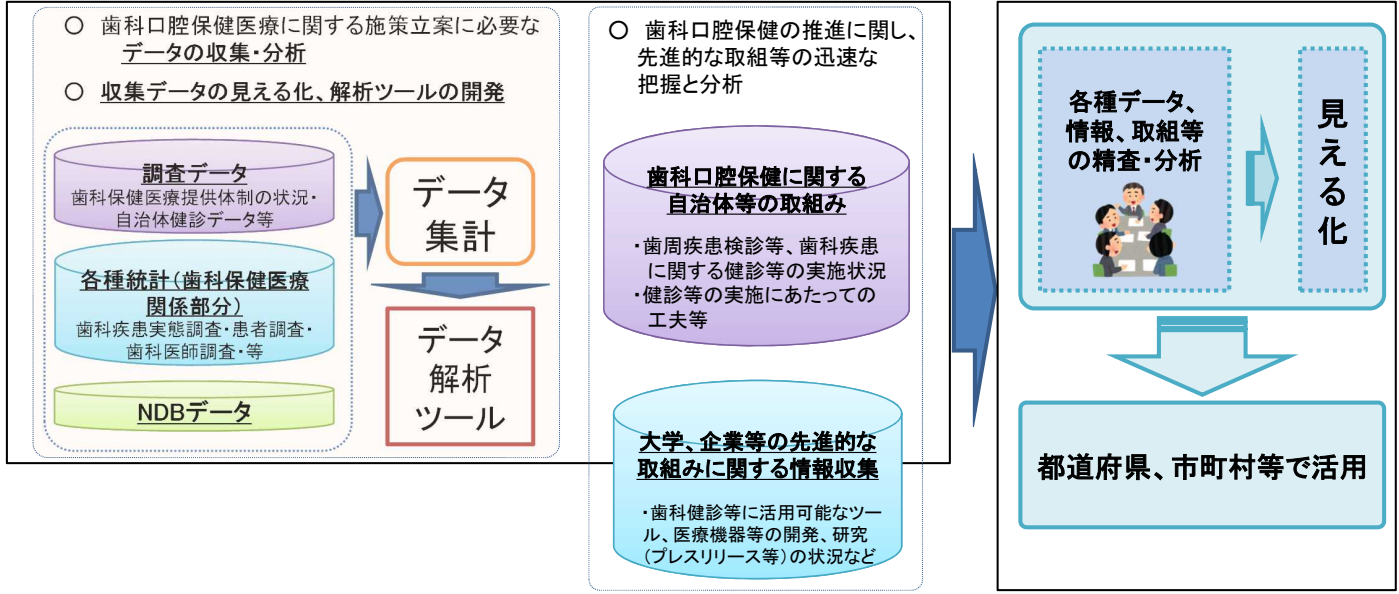 ○ 歯科口腔保健医療に関する施策立案に必要な
データの収集・分析
○ 収集データの見える化、解析ツールの開発
調査データ
歯科保健医療提供体制の状況・
自治体健診データ等
各種統計(歯科保健医療
関係部分)
歯科疾患実態調査・患者調査・
歯科医師調査・等
NDBデータ
データ
集計
データ
解析
ツール
○ 歯科口腔保健の推進に関し、
先進的な取組等の迅速な
把握と分析
歯科口腔保健に関する
自治体等の取組み
・歯周疾患検診等、歯科疾患
に関する健診等の実施状況
・健診等の実施にあたっての
工夫等
大学、企業等の先進的な
取組みに関する情報収集
・歯科健診等に活用可能なツー
ル、医療機器等の開発、研究
(プレスリリース等)の状況など
各種データ、
情報、取組等
の精査・分析
見える化
都道府県、市町村等で活用